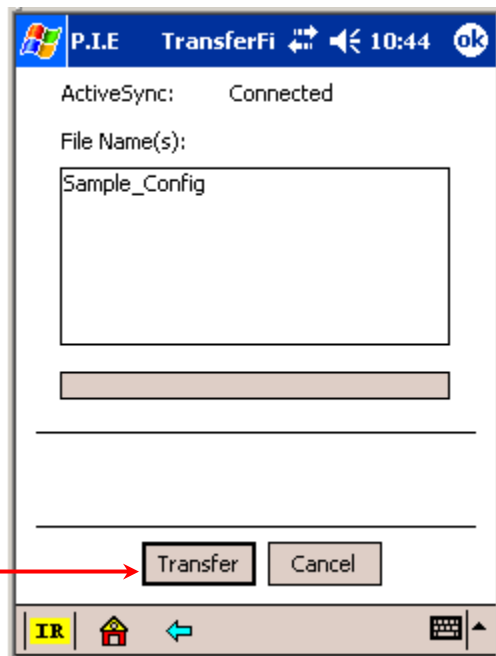 P.I.E TransferFi 10:44 ok
ActiveSync: Connected
File Name(s):
Sample_Config
Transfer Cancel
IR